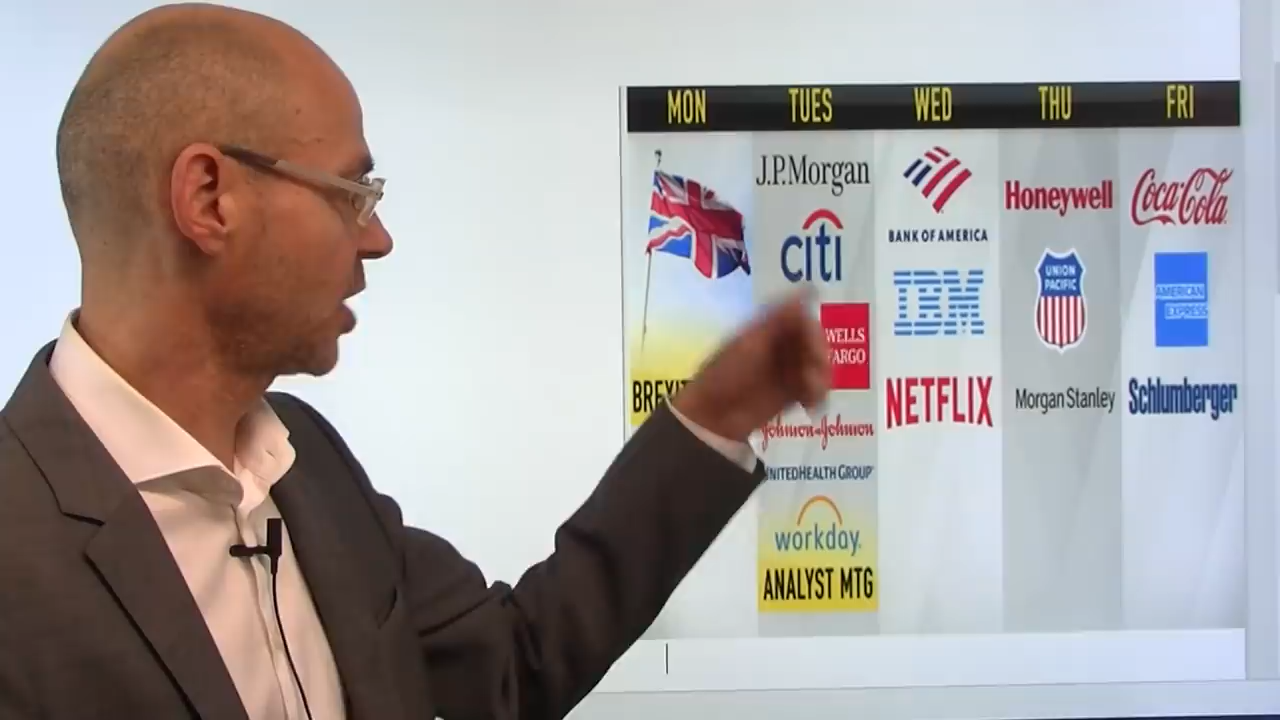 MON TUES WED THU FRI
BREXIT
J.P.Morgan
citi
WELLS
FARGO
Johnson&Johnson
UNITEDHEALTH GROUP
workday.
ANALYST MTG
BANK OF AMERICA
IBM
NETFLIX
Honeywell
UNION
PACIFIC
Morgan Stanley
Coca-Cola
AMERICAN
EXPRESS
Schlumberger